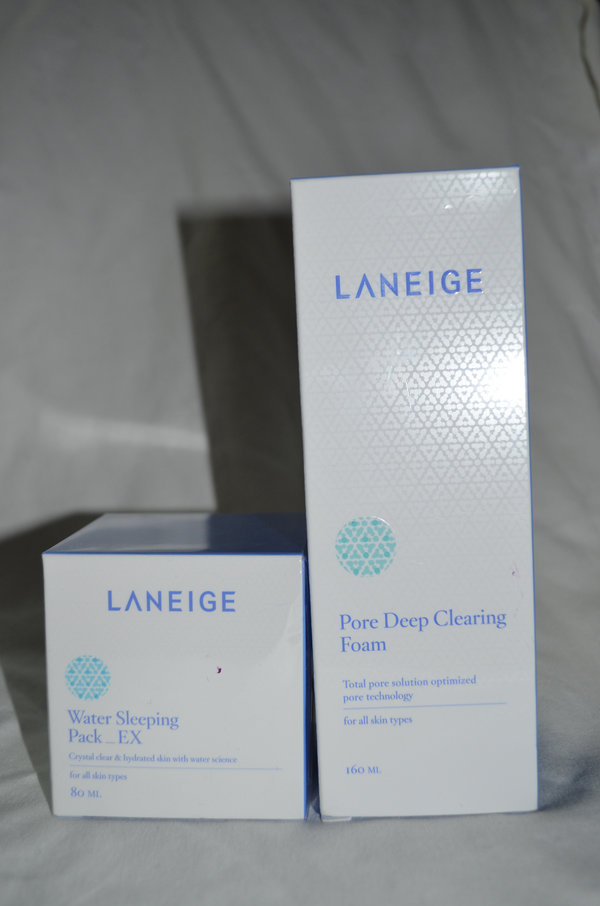 LANEIGE
Water Sleeping
Pack_EX
Crystal clear & hydrated skin with water science
for all skin types
80 ML
LANEIGE
Pore Deep Clearing
Foam
Total pore solution optimized
pore technology
for all skin types
160 ML